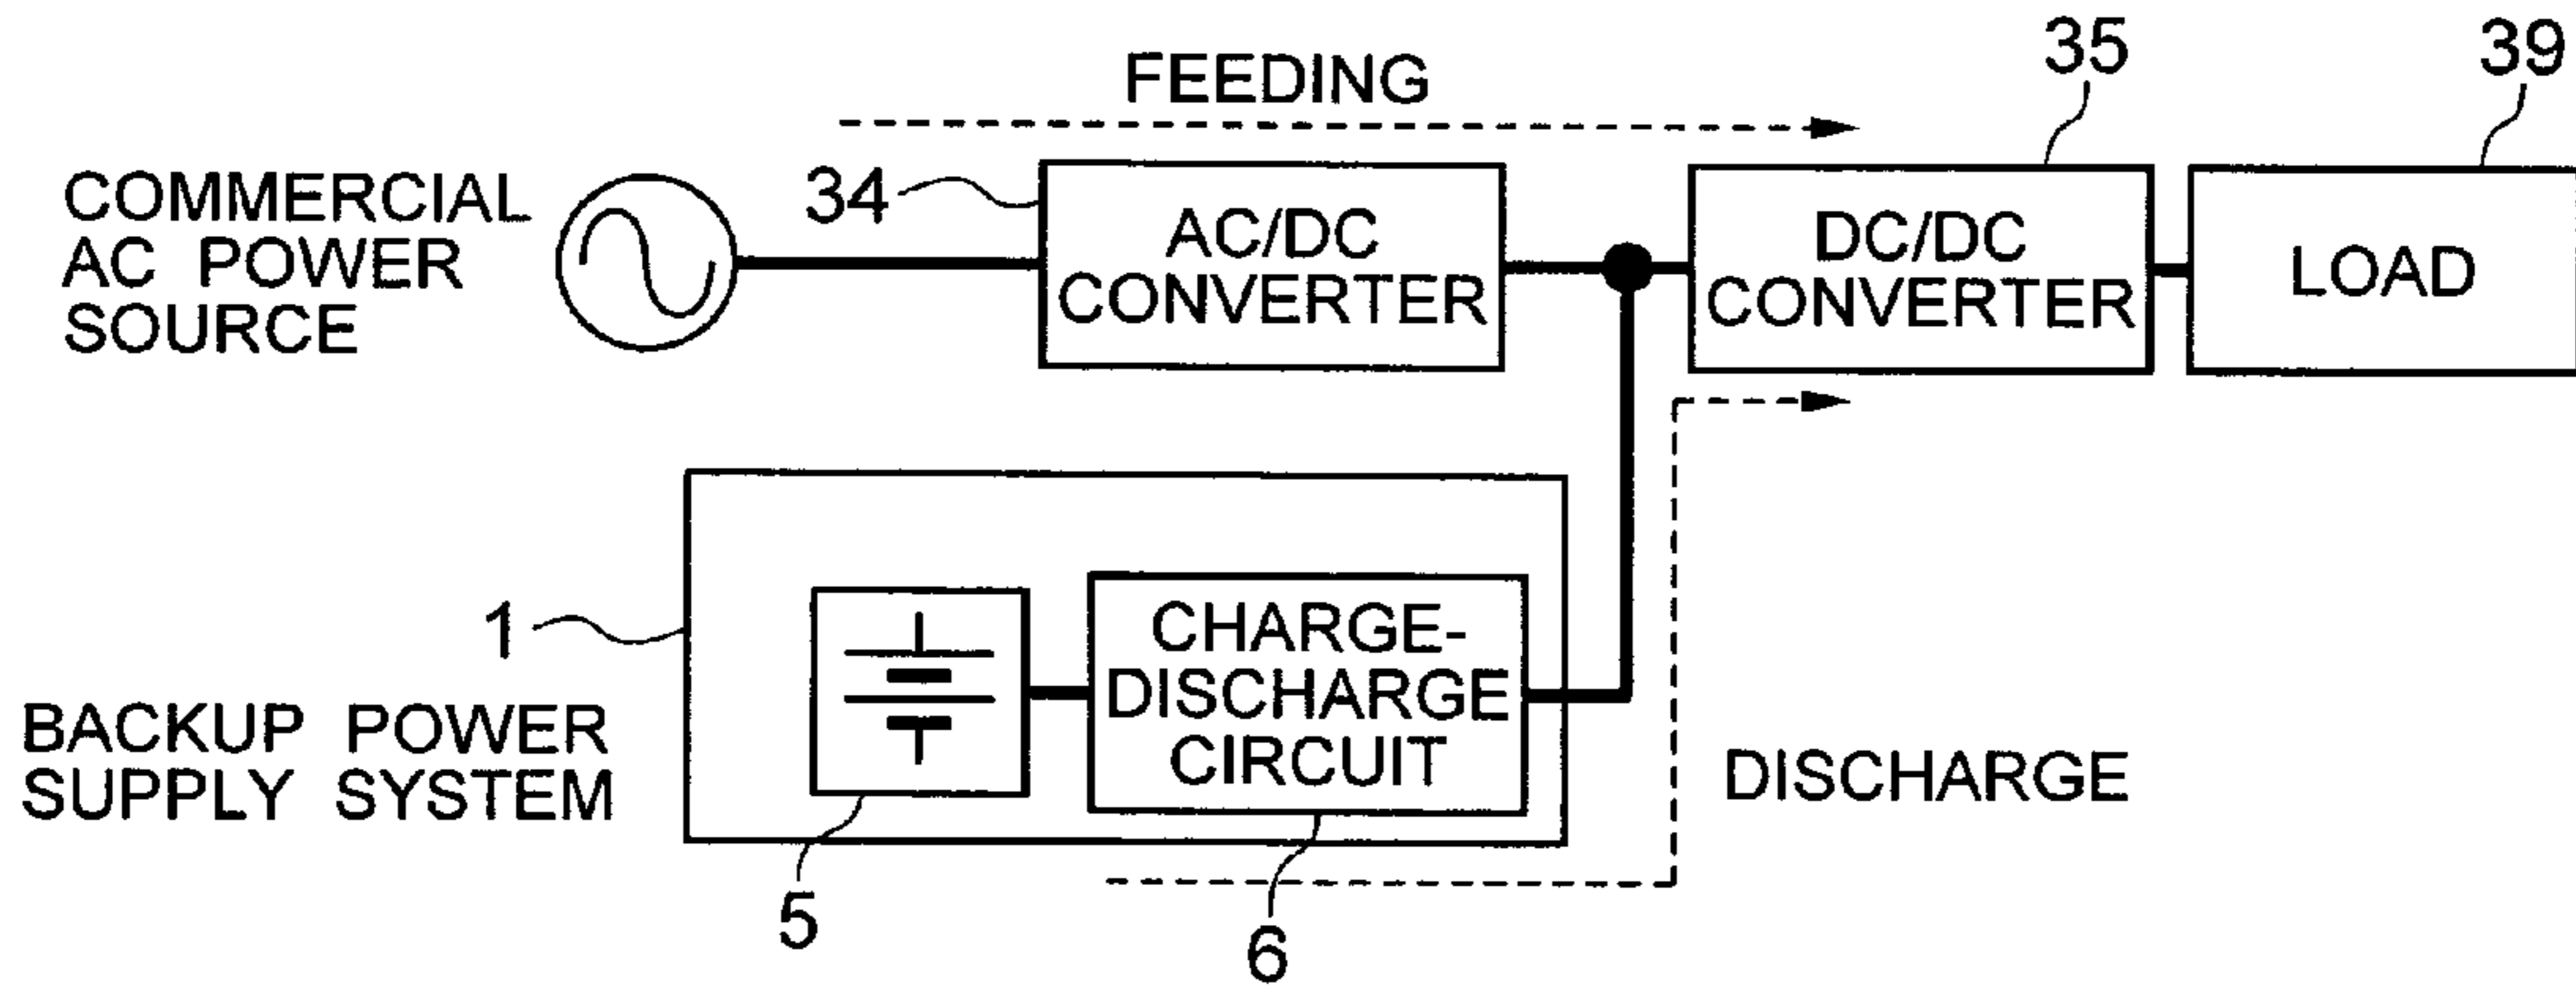 FEEDING
35
39
COMMERCIAL
AC POWER
SOURCE
34
AC/DC
CONVERTER
DC/DC
CONVERTER
LOAD
1
BACKUP POWER
SUPPLY SYSTEM
CHARGE-
DISCHARGE
CIRCUIT
DISCHARGE
5
6